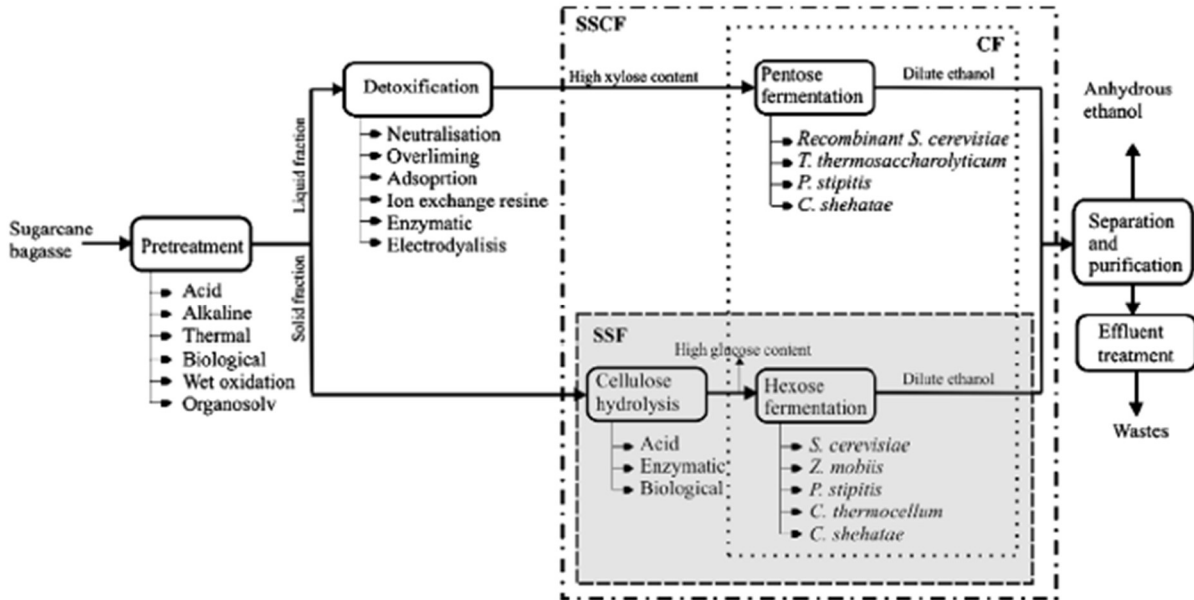 SSCF
CF
Detoxification
High xylose content
Pentose
fermentation
Dilute ethanol
Anhydrous
ethanol
Liquid fraction
Neutralisation
Overliming
Adsoprtion
Ion exchange resine
Enzymatic
Electrodyalisis
Recombinant S. cerevisiae
T. thermosaccharolyticum
P. stipitis
C. shehatae
Sugarcane
bagasse
Pretreatment
Separation
and
purification
Acid
Alkaline
Thermal
Biological
Wet oxidation
Organosolv
Solid fraction
SSF
High glucose content
Cellulose
hydrolysis
Hexose
fermentation
Dilute ethanol
Effluent
treatment
Wastes
Acid
Enzymatic
Biological
S. cerevisiae
Z. mobiis
P. stipitis
C. thermocellum
C. shehatae